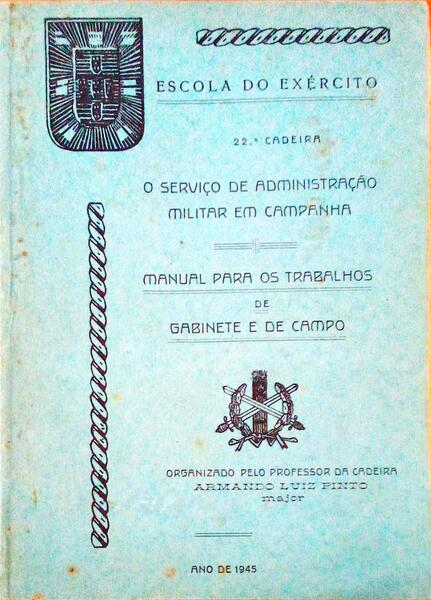 ESCOLA DO EXÉRCITO
22.ª CADEIRA
O SERVIÇO DE ADMINISTRAÇÃO
MILITAR EM CAMPANHA
MANUAL PARA OS TRABALHOS
DE
GABINETE E DE CAMPO
ORGANIZADO PELO PROFESSOR DA CADEIRA
ARMANDO LUIZ PINTO
major
ANO DE 1945